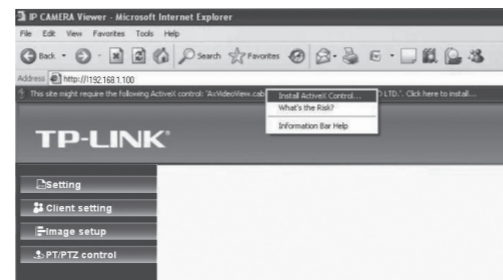 IP CAMERA Viewer - Microsoft Internet Explorer
File Edit View Favorites Tools Help
Back Search Favorites
Address http://192.168.1.100
This site might require the following ActiveX control: "AxVideoView.cab LTD.". Click here to install...
Install ActiveX Control...
What's the Risk?
Information Bar Help
TP-LINK
Setting
Client setting
Image setup
PT/PTZ control